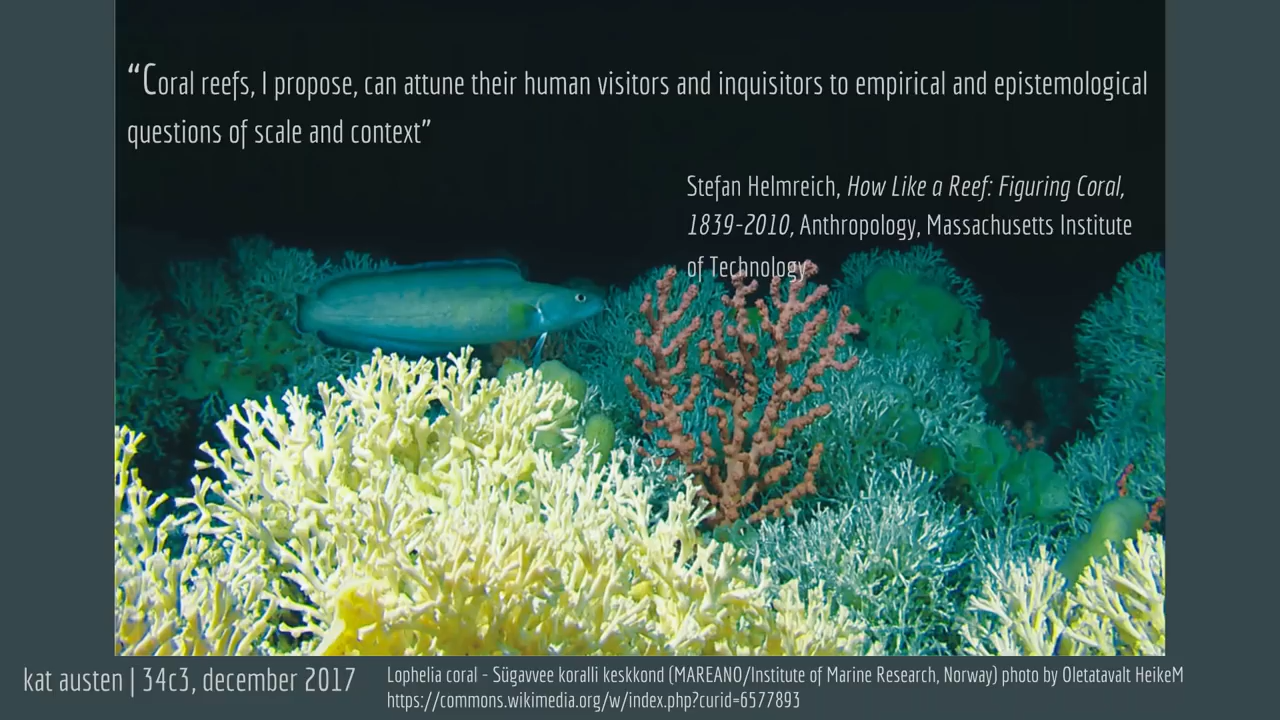 “Coral reefs, I propose, can attune their human visitors and inquisitors to empirical and epistemological
questions of scale and context”
Stefan Helmreich, How Like a Reef: Figuring Coral,
1839-2010, Anthropology, Massachusetts Institute
of Technology
kat austen | 34c3, december 2017
Lophelia coral - Sügavvee koralli keskkond (MAREANO/Institute of Marine Research, Norway) photo by Oletatavalt HeikeM
https://commons.wikimedia.org/w/index.php?curid=6577893